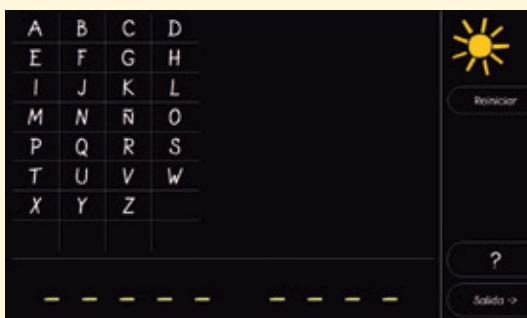 A B C D
E F G H
I J K L
M N Ñ O
P Q R S
T U V W
X Y Z
Reiniciar
?
Salida ->